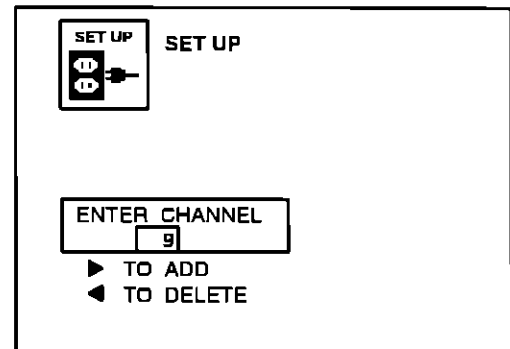 SET UP
SET UP
ENTER CHANNEL
9
▶ TO ADD
◀ TO DELETE